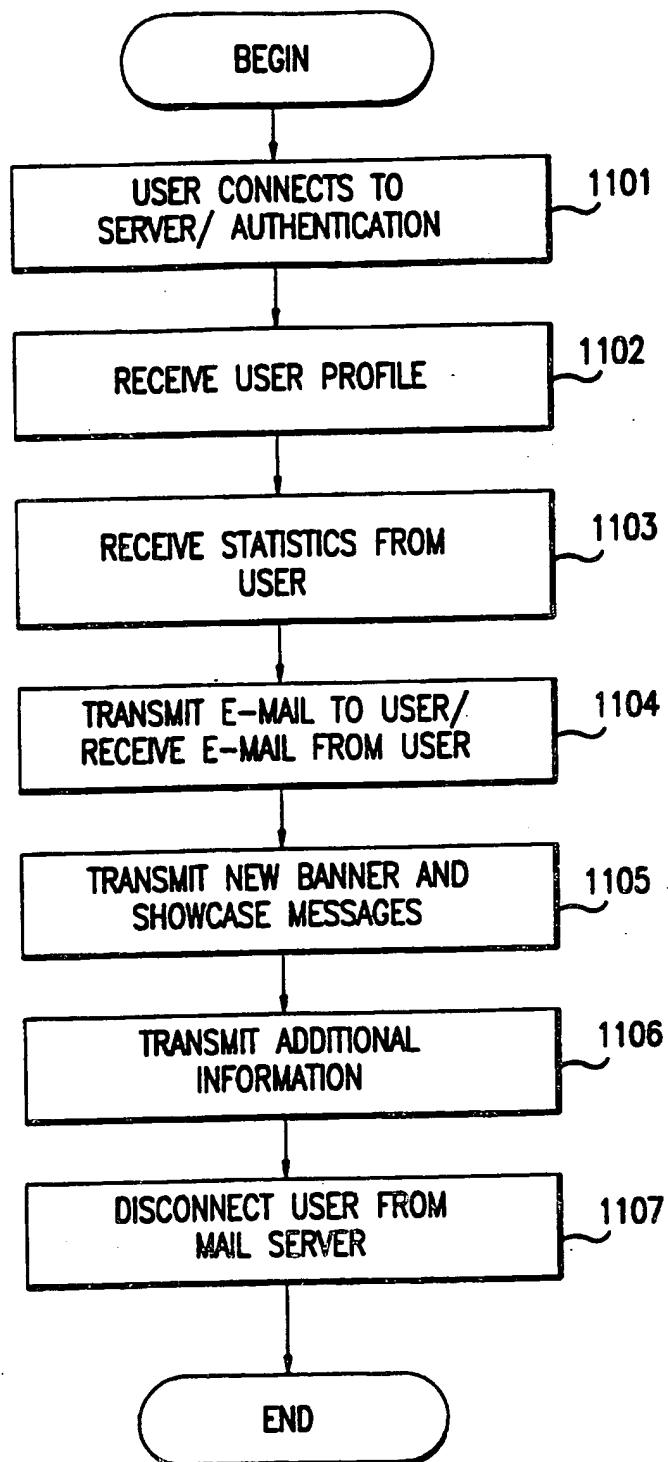 BEGIN
USER CONNECTS TO
SERVER/ AUTHENTICATION
1101
RECEIVE USER PROFILE
1102
RECEIVE STATISTICS FROM
USER
1103
TRANSMIT E-MAIL TO USER/
RECEIVE E-MAIL FROM USER
1104
TRANSMIT NEW BANNER AND
SHOWCASE MESSAGES
1105
TRANSMIT ADDITIONAL
INFORMATION
1106
DISCONNECT USER FROM
MAIL SERVER
1107
END